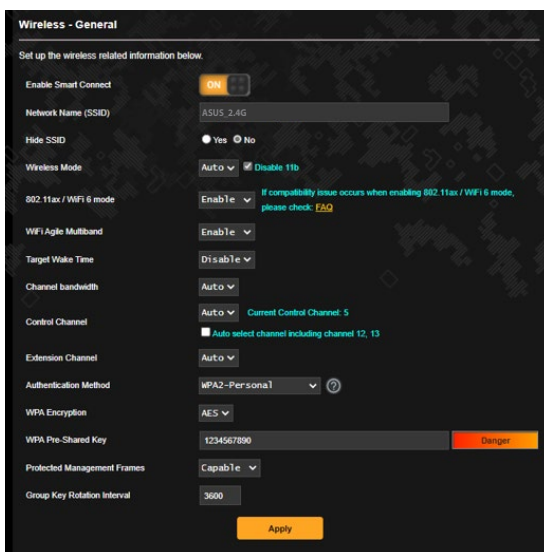 Wireless - General
Set up the wireless related information below.
Enable Smart Connect ON
Network Name (SSID) ASUS_2.4G
Hide SSID Yes No
Wireless Mode Auto Disable 11b
802.11ax / WiFi 6 mode Enable If compatibility issue occurs when enabling 802.11ax / WiFi 6 mode,
please check: FAQ
WiFi Agile Multiband Enable
Target Wake Time Disable
Channel bandwidth Auto
Control Channel Auto Current Control Channel: 5
Auto select channel including channel 12, 13
Extension Channel Auto
Authentication Method WPA2-Personal ?
WPA Encryption AES
WPA Pre-Shared Key 1234567890 Danger
Protected Management Frames Capable
Group Key Rotation Interval 3600
Apply